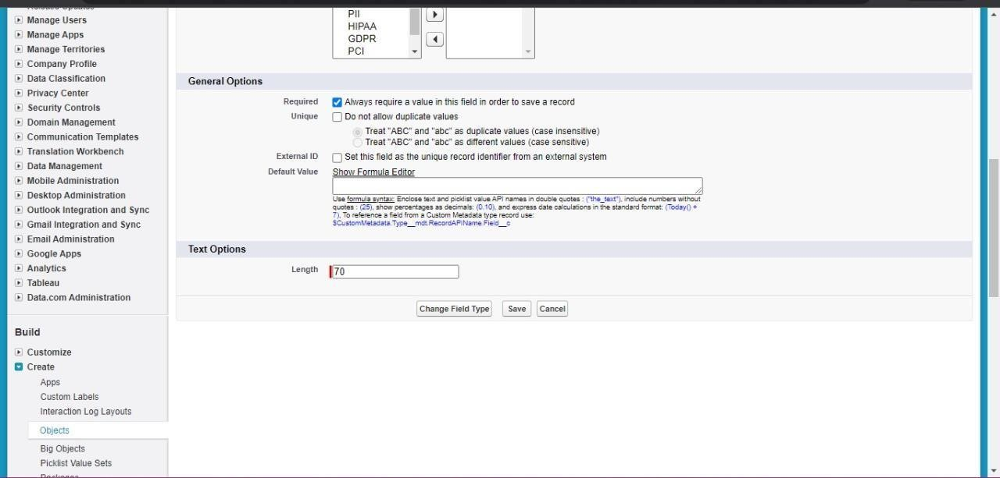 Release Updates
Manage Users
Manage Apps
Manage Territories
Company Profile
Data Classification
Privacy Center
Security Controls
Domain Management
Communication Templates
Translation Workbench
Data Management
Mobile Administration
Desktop Administration
Outlook Integration and Sync
Gmail Integration and Sync
Email Administration
Google Apps
Analytics
Tableau
Data.com Administration
Build
Customize
Create
Apps
Custom Labels
Interaction Log Layouts
Objects
Big Objects
Picklist Value Sets
Packages
PII
HIPAA
GDPR
PCI
General Options
Required Always require a value in this field in order to save a record
Unique Do not allow duplicate values
Treat "ABC" and "abc" as duplicate values (case insensitive)
Treat "ABC" and "abc" as different values (case sensitive)
External ID Set this field as the unique record identifier from an external system
Default Value Show Formula Editor
Use formula syntax: Enclose text and picklist value API names in double quotes : ("the_text"), include numbers without
quotes : (25), show percentages as decimals: (0.10), and express date calculations in the standard format: (Today() +
7), To reference a field from a Custom Metadata type record use:
$CustomMetadata.Type__mdt.RecordAPIName.Field__c
Text Options
Length 70
Change Field Type Save Cancel